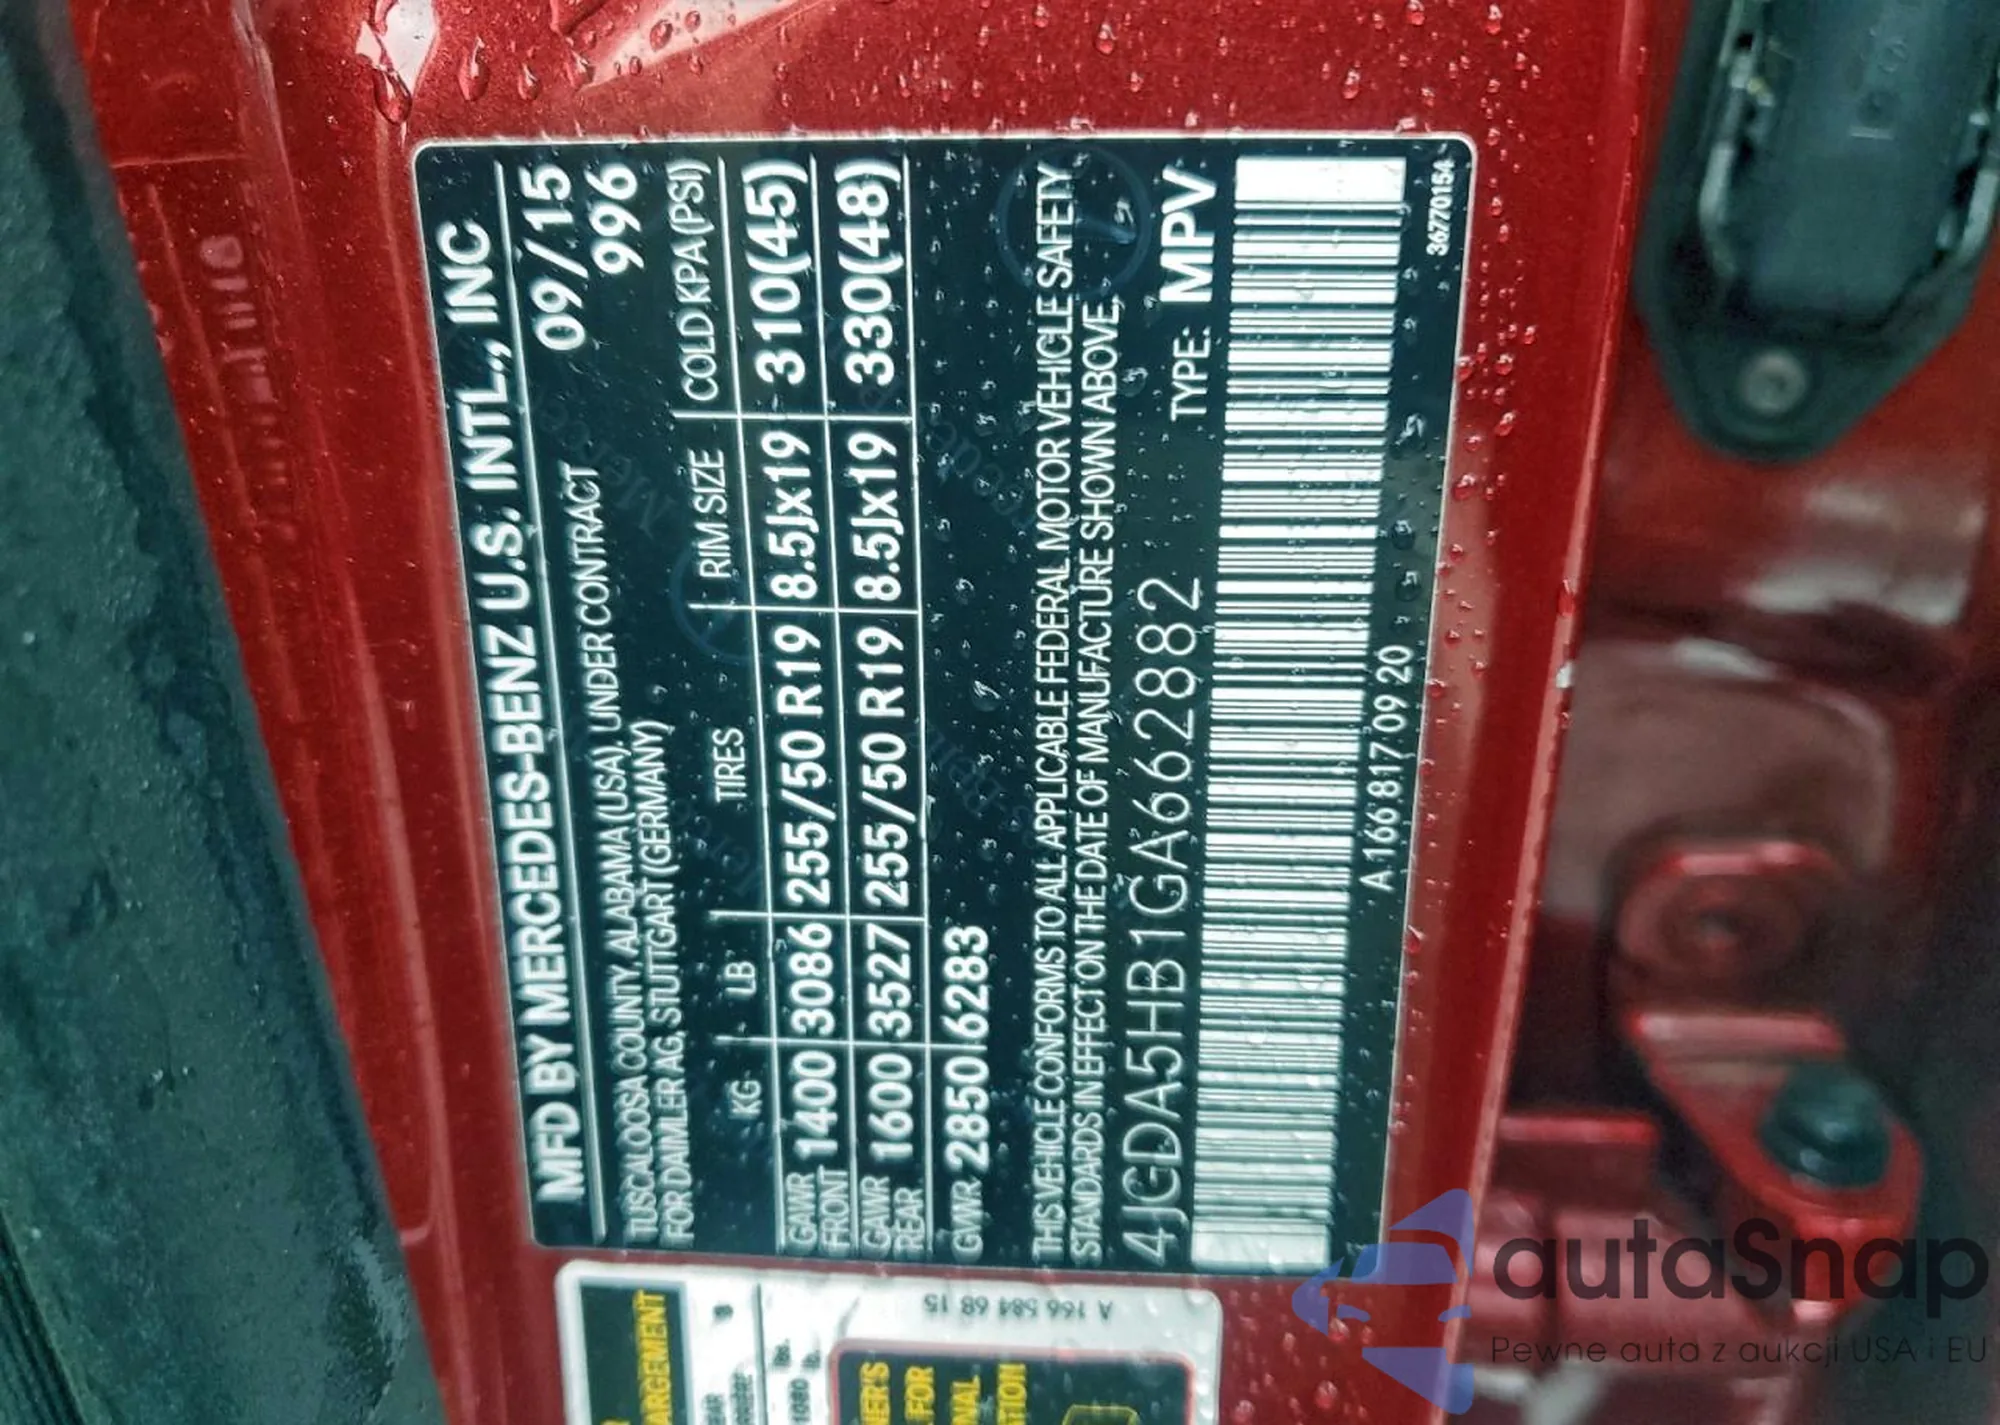 MFD BY MERCEDES-BENZ U.S. INTL., INC
09/15
TUSCALOOSA COUNTY, ALABAMA (USA), UNDER CONTRACT 996
FOR DAIMLER AG, STUTTGART (GERMANY)
KG LB TIRES RIM SIZE COLD KPA (PSI)
GAWR FRONT 1400 3086 255/50 R19 8.5Jx19 310(45)
GAWR REAR 1600 3527 255/50 R19 8.5Jx19 330(48)
GVWR 2850 6283
THIS VEHICLE CONFORMS TO ALL APPLICABLE FEDERAL MOTOR VEHICLE SAFETY
STANDARDS IN EFFECT ON THE DATE OF MANUFACTURE SHOWN ABOVE.
4JGDA5HB1GA662882 TYPE: MPV
A 166 817 09 20
36770154
A 166 584 68 15
autaSnap
Pewne auta z aukcji USA i EU